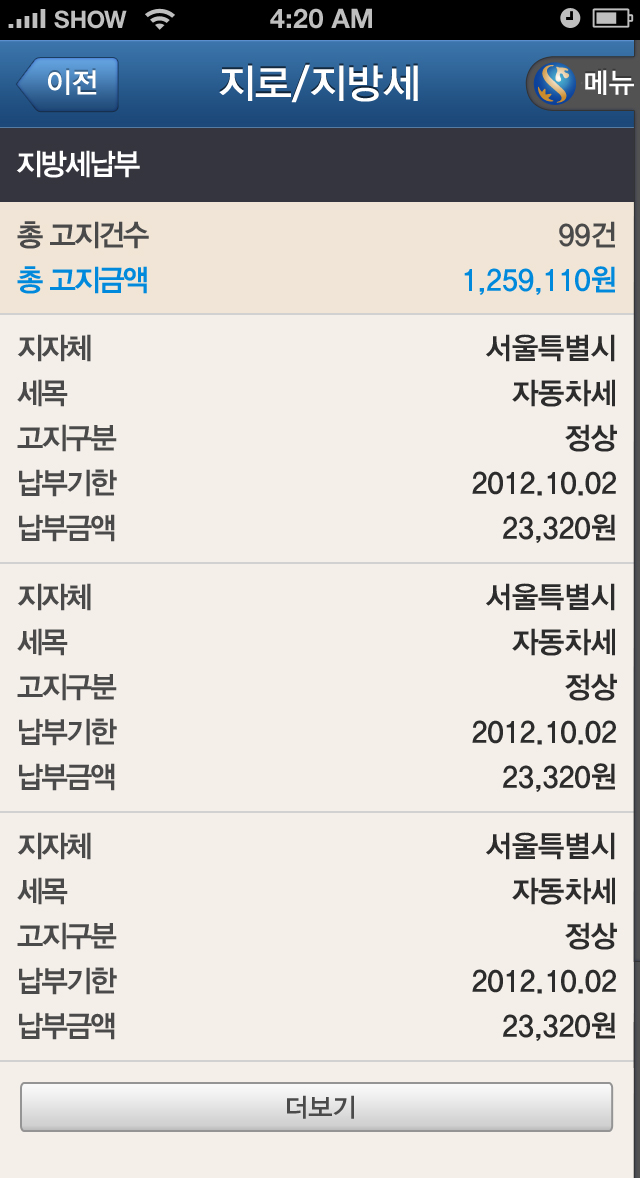 SHOW 4:20 AM
이전 지로/지방세 메뉴
지방세납부
총 고지건수 99건
총 고지금액 1,259,110원
지자체 서울특별시
세목 자동차세
고지구분 정상
납부기한 2012.10.02
납부금액 23,320원
지자체 서울특별시
세목 자동차세
고지구분 정상
납부기한 2012.10.02
납부금액 23,320원
지자체 서울특별시
세목 자동차세
고지구분 정상
납부기한 2012.10.02
납부금액 23,320원
더보기